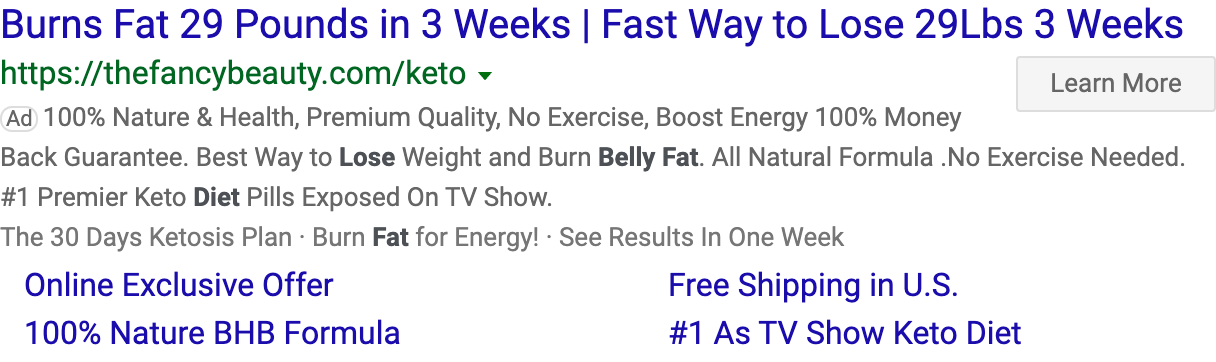 Burns Fat 29 Pounds in 3 Weeks | Fast Way to Lose 29Lbs 3 Weeks
https://thefancybeauty.com/keto
Learn More
Ad 100% Nature & Health, Premium Quality, No Exercise, Boost Energy 100% Money
Back Guarantee. Best Way to Lose Weight and Burn Belly Fat. All Natural Formula .No Exercise Needed.
#1 Premier Keto Diet Pills Exposed On TV Show.
The 30 Days Ketosis Plan · Burn Fat for Energy! · See Results In One Week
Online Exclusive Offer
Free Shipping in U.S.
100% Nature BHB Formula
#1 As TV Show Keto Diet